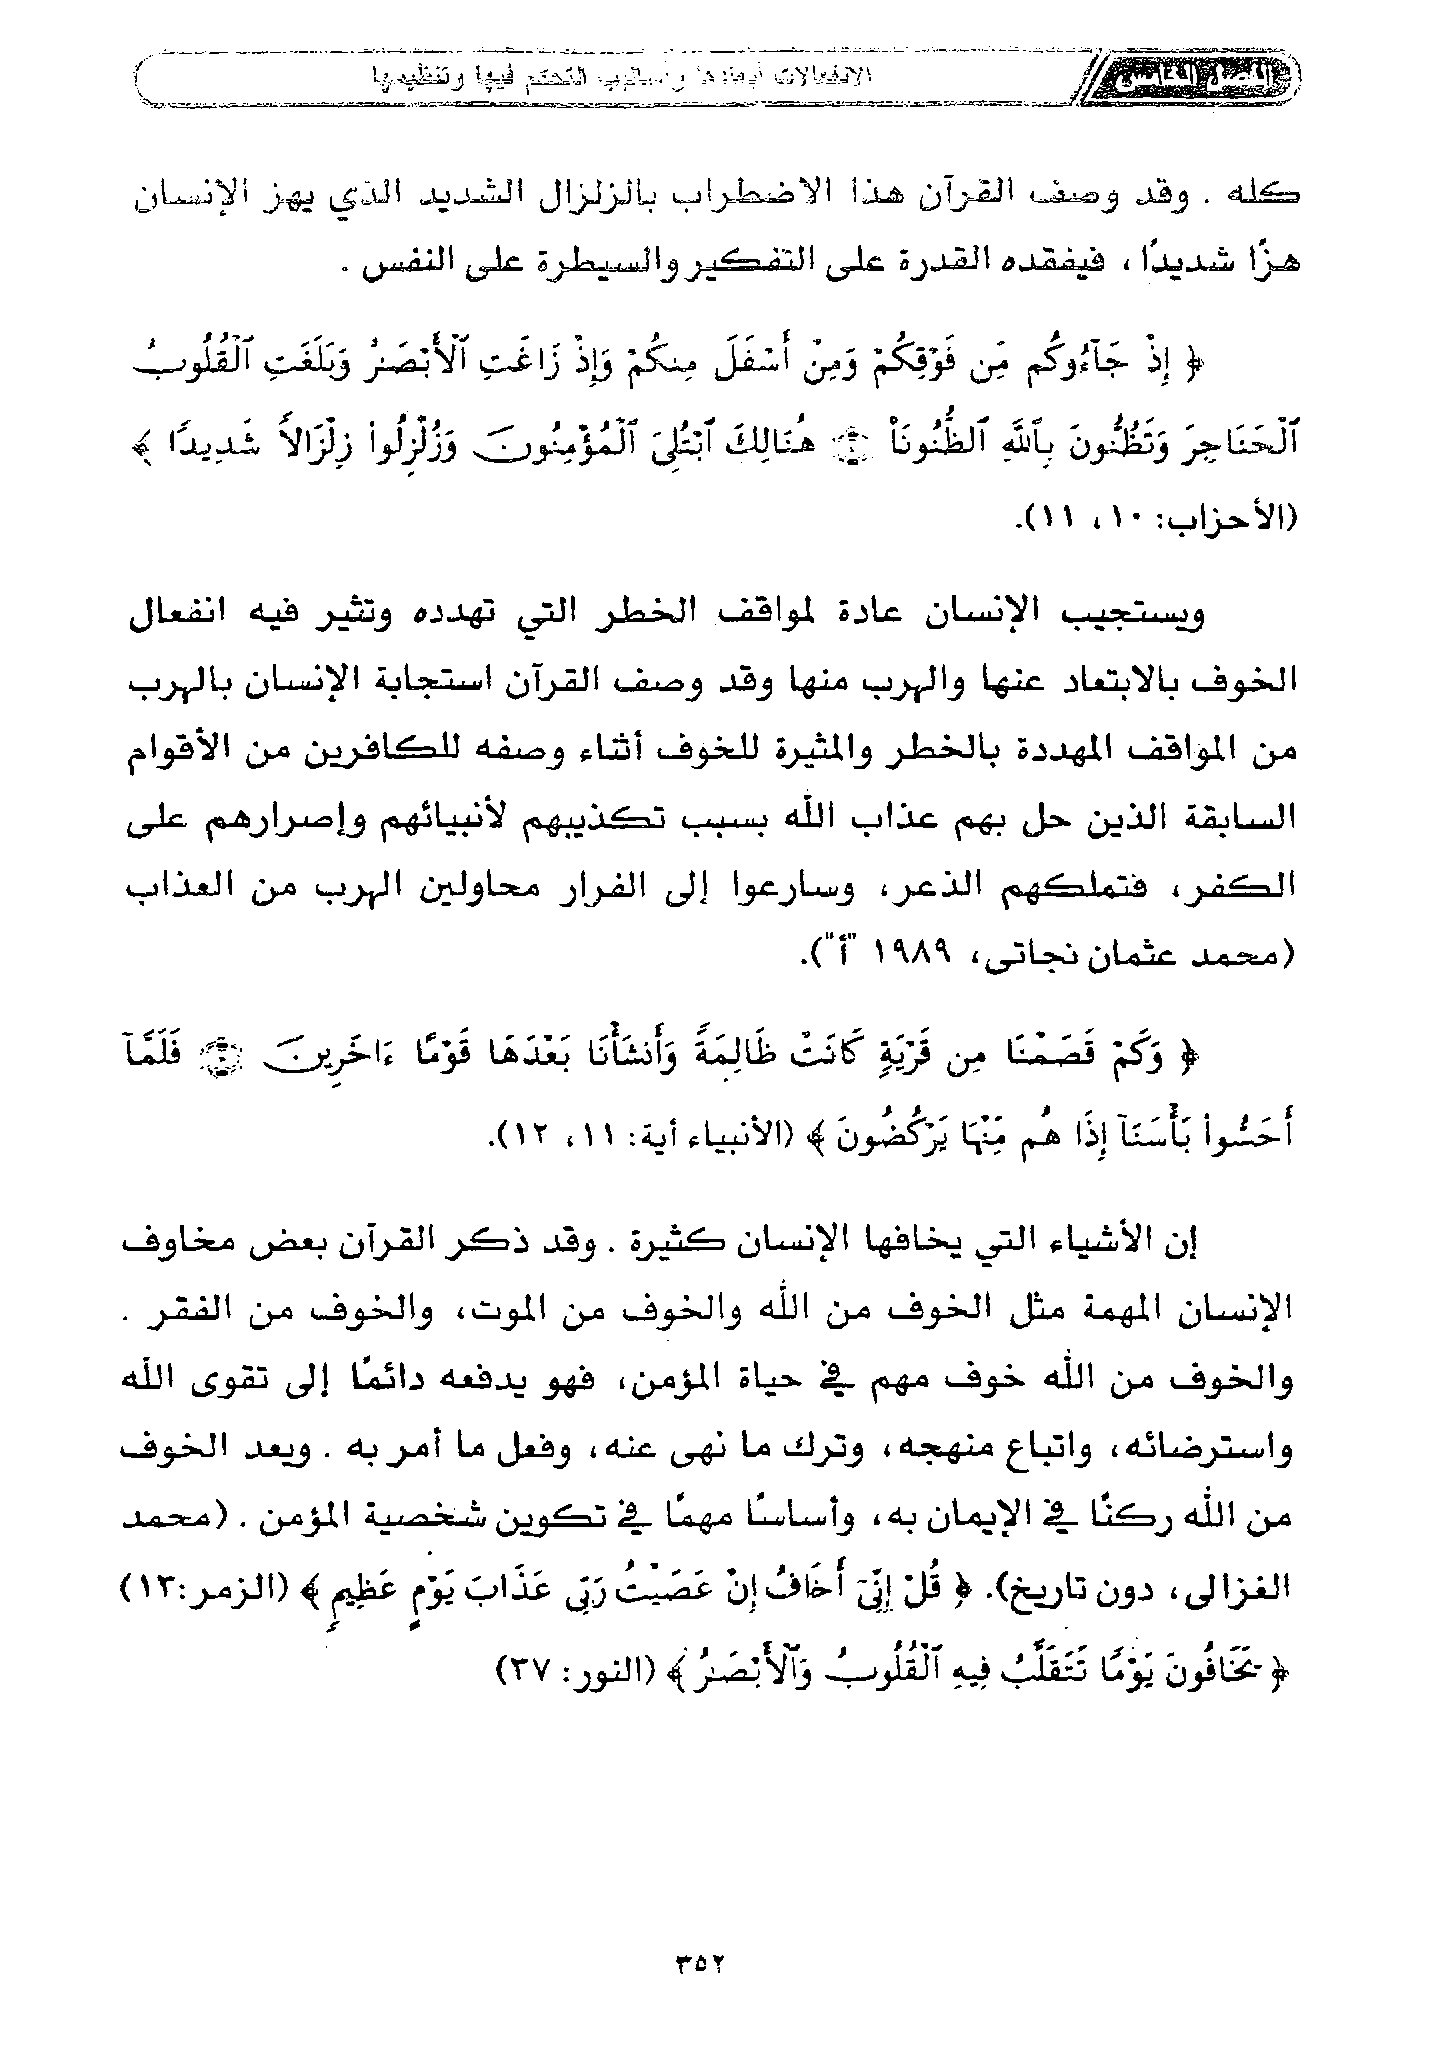 الانفعالات أبعادها وأساليب التحكم فيها وتنظيمها
كله . وقد وصف القرآن هذا الاضطراب بالزلزال الشديد الذي يهز الإنسان
هزًا شديدًا ، فيفقده القدرة على التفكير والسيطرة على النفس .
﴿ إِذْ جَآءُوكُم مِّن فَوْقِكُمْ وَمِنْ أَسْفَلَ مِنكُمْ وَإِذْ زَاغَتِ ٱلْأَبْصَٰرُ وَبَلَغَتِ ٱلْقُلُوبُ
ٱلْحَنَاجِرَ وَتَظُنُّونَ بِٱللَّهِ ٱلظُّنُونَا۠ ۝ هُنَالِكَ ٱبْتُلِىَ ٱلْمُؤْمِنُونَ وَزُلْزِلُوا۟ زِلْزَالًا شَدِيدًا ﴾
(الأحزاب: ١٠ ، ١١).
ويستجيب الإنسان عادة لمواقف الخطر التي تهدده وتثير فيه انفعال
الخوف بالابتعاد عنها والهرب منها وقد وصف القرآن استجابة الإنسان بالهرب
من المواقف المهددة بالخطر والمثيرة للخوف أثناء وصفه للكافرين من الأقوام
السابقة الذين حل بهم عذاب الله بسبب تكذيبهم لأنبيائهم وإصرارهم على
الكفر، فتملكهم الذعر، وسارعوا إلى الفرار محاولين الهرب من العذاب
(محمد عثمان نجاتى، ١٩٨٩ "أ").
﴿ وَكَمْ قَصَمْنَا مِن قَرْيَةٍ كَانَتْ ظَالِمَةً وَأَنشَأْنَا بَعْدَهَا قَوْمًا ءَاخَرِينَ ۝ فَلَمَّآ
أَحَسُّوا۟ بَأْسَنَآ إِذَا هُم مِّنْهَا يَرْكُضُونَ ﴾ (الأنبياء أية: ١١، ١٢).
إن الأشياء التي يخافها الإنسان كثيرة . وقد ذكر القرآن بعض مخاوف
الإنسان المهمة مثل الخوف من الله والخوف من الموت، والخوف من الفقر .
والخوف من الله خوف مهم في حياة المؤمن، فهو يدفعه دائمًا إلى تقوى الله
واسترضائه، واتباع منهجه، وترك ما نهى عنه، وفعل ما أمر به . ويعد الخوف
من الله ركنًا في الإيمان به، وأساسًا مهمًا في تكوين شخصية المؤمن . (محمد
الغزالى، دون تاريخ). ﴿ قُلْ إِنِّىٓ أَخَافُ إِنْ عَصَيْتُ رَبِّى عَذَابَ يَوْمٍ عَظِيمٍ ﴾ (الزمر:١٣)
﴿ يَخَافُونَ يَوْمًا تَتَقَلَّبُ فِيهِ ٱلْقُلُوبُ وَٱلْأَبْصَٰرُ ﴾ (النور: ٣٧)
٣٥٢